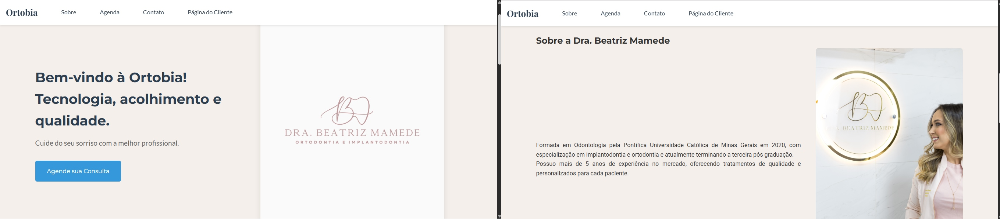 Ortobia Sobre Agenda Contato Página do Cliente
Bem-vindo à Ortobia!
Tecnologia, acolhimento e
qualidade.
Cuide do seu sorriso com a melhor profissional.
Agende sua Consulta
DRA. BEATRIZ MAMEDE
ORTODONTIA E IMPLANTODONTIA
Ortobia Sobre Agenda Contato Página do Cliente
Sobre a Dra. Beatriz Mamede
Formada em Odontologia pela Pontífica Universidade Católica de Minas Gerais em 2020, com
especialização em implantodontia e ortodontia e atualmente terminando a terceira pós graduação.
Possuo mais de 5 anos de experiência no mercado, oferecendo tratamentos de qualidade e
personalizados para cada paciente.
BEATRIZ MAMEDE